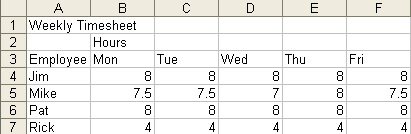 A B C D E F
1 Weekly Timesheet
2 Hours
3 Employee Mon Tue Wed Thu Fri
4 Jim 8 8 8 8 8
5 Mike 7.5 7.5 7 8 7.5
6 Pat 8 8 8 8 8
7 Rick 4 4 4 4 4